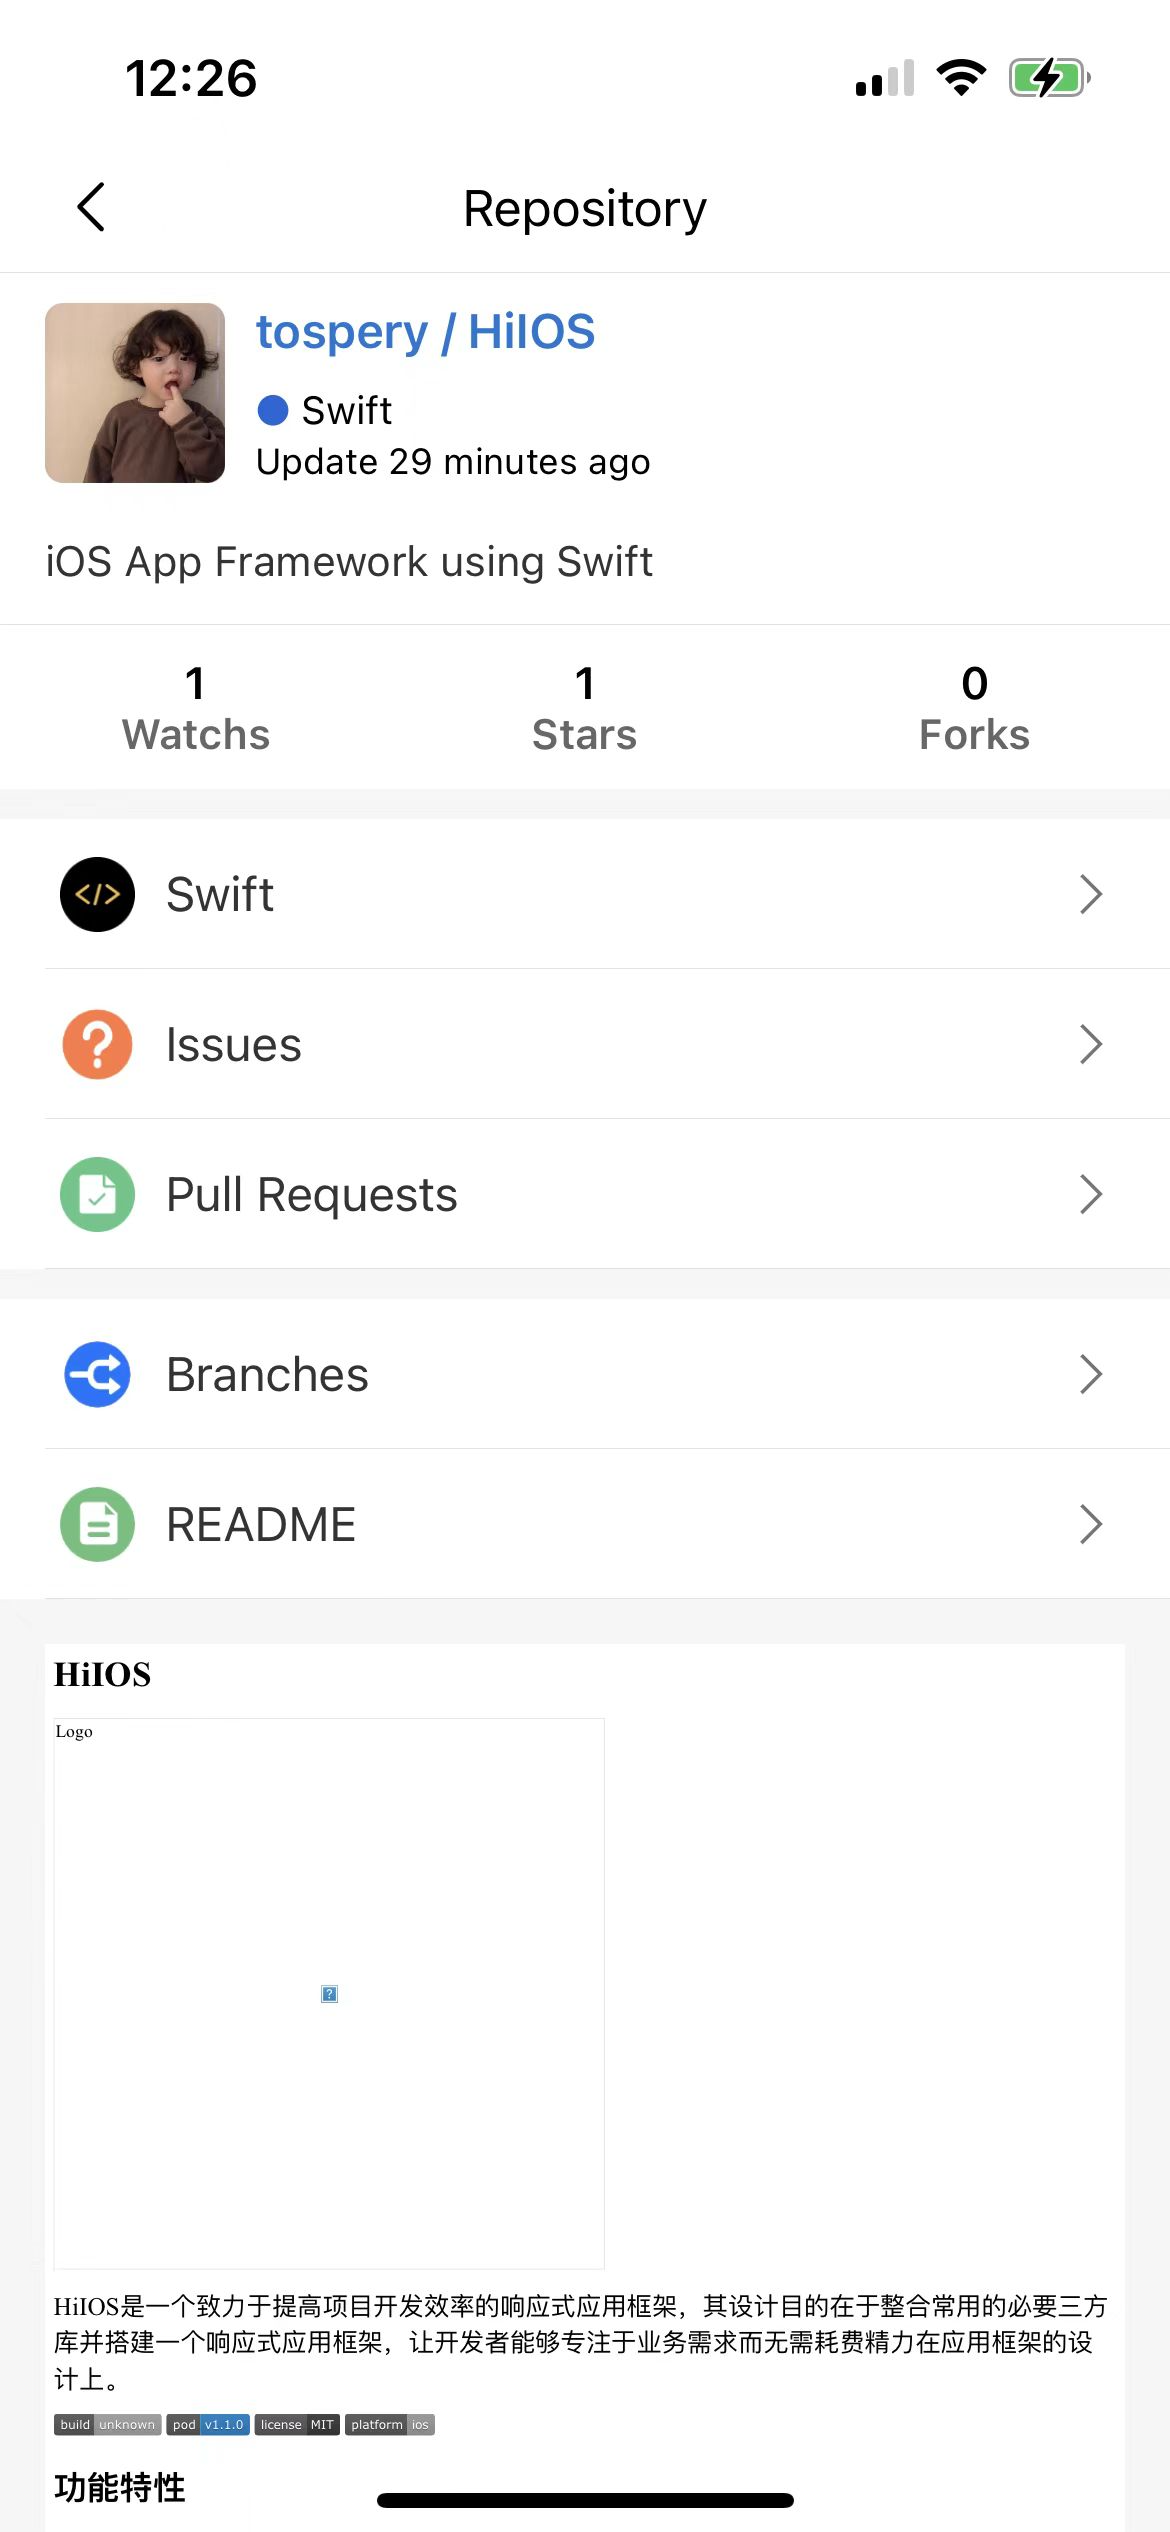 12:26
Repository
tospery / HiIOS
Swift
Update 29 minutes ago
iOS App Framework using Swift
1
Watchs
1
Stars
0
Forks
Swift
Issues
Pull Requests
Branches
README
HiIOS
Logo
HiIOS是一个致力于提高项目开发效率的响应式应用框架，其设计目的在于整合常用的必要三方
库并搭建一个响应式应用框架，让开发者能够专注于业务需求而无需耗费精力在应用框架的设
计上。
build unknown pod v1.1.0 license MIT platform ios
功能特性